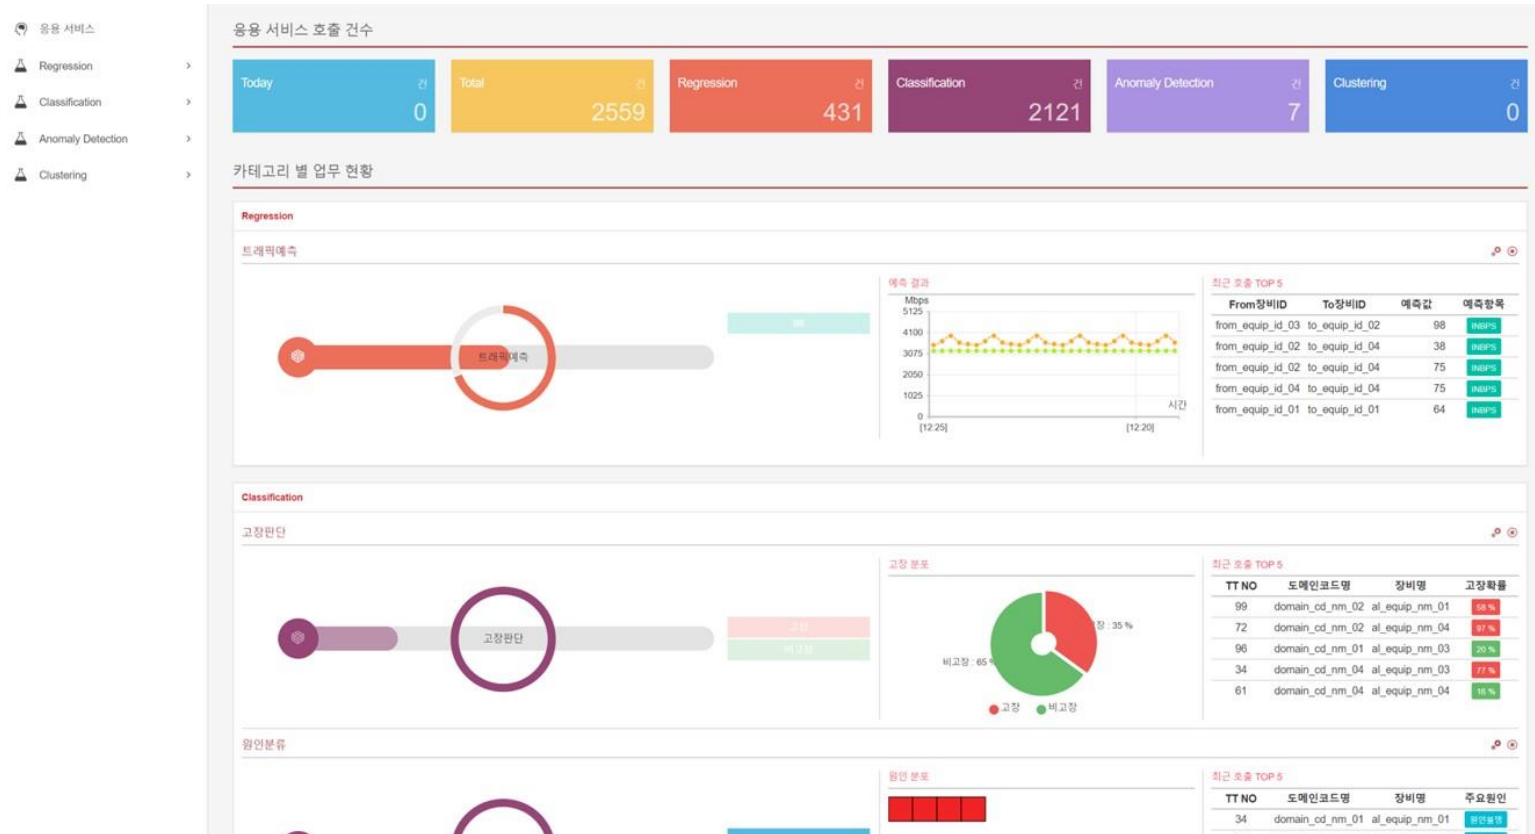 응용 서비스
Regression
Classification
Anomaly Detection
Clustering
응용 서비스 호출 건수
Today 건 0
Total 건 2559
Regression 건 431
Classification 건 2121
Anomaly Detection 건 7
Clustering 건 0
카테고리 별 업무 현황
Regression
트래픽예측
트래픽예측
98
예측 결과
Mbps
5125
4100
3075
2050
1025
0
시간
[12:25] [12:20]
최근 호출 TOP 5
From장비ID To장비ID 예측값 예측항목
from_equip_id_03 to_equip_id_02 98 INBPS
from_equip_id_02 to_equip_id_04 38 INBPS
from_equip_id_02 to_equip_id_04 75 INBPS
from_equip_id_04 to_equip_id_04 75 INBPS
from_equip_id_01 to_equip_id_01 64 INBPS
Classification
고장판단
고장판단
고장
비고장
고장 분포
장 : 35 %
비고장 : 65 %
고장 비고장
최근 호출 TOP 5
TT NO 도메인코드명 장비명 고장확률
99 domain_cd_nm_02 al_equip_nm_01 58 %
72 domain_cd_nm_02 al_equip_nm_04 97 %
96 domain_cd_nm_01 al_equip_nm_03 20 %
34 domain_cd_nm_04 al_equip_nm_03 77 %
61 domain_cd_nm_04 al_equip_nm_04 16 %
원인분류
원인 분포
최근 호출 TOP 5
TT NO 도메인코드명 장비명 주요원인
34 domain_cd_nm_01 al_equip_nm_01 원인불명